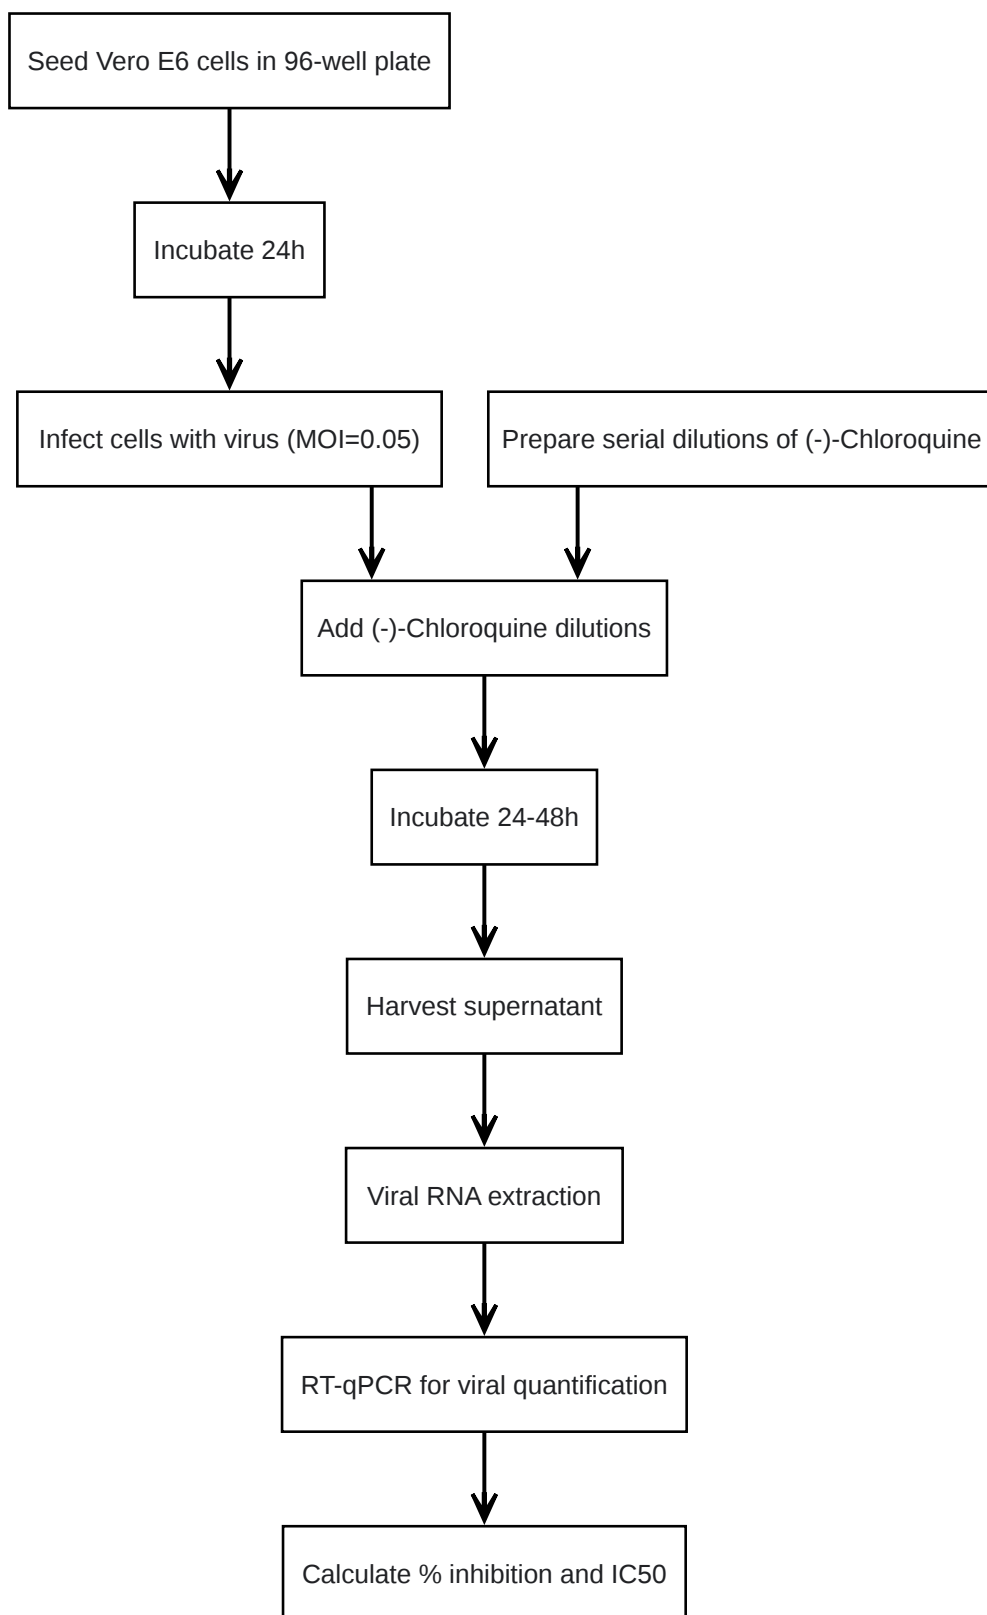 Seed Vero E6 cells in 96-well plate
Incubate 24h
Infect cells with virus (MOI=0.05)
Prepare serial dilutions of (-)-Chloroquine
Add (-)-Chloroquine dilutions
Incubate 24-48h
Harvest supernatant
Viral RNA extraction
RT-qPCR for viral quantification
Calculate % inhibition and IC50